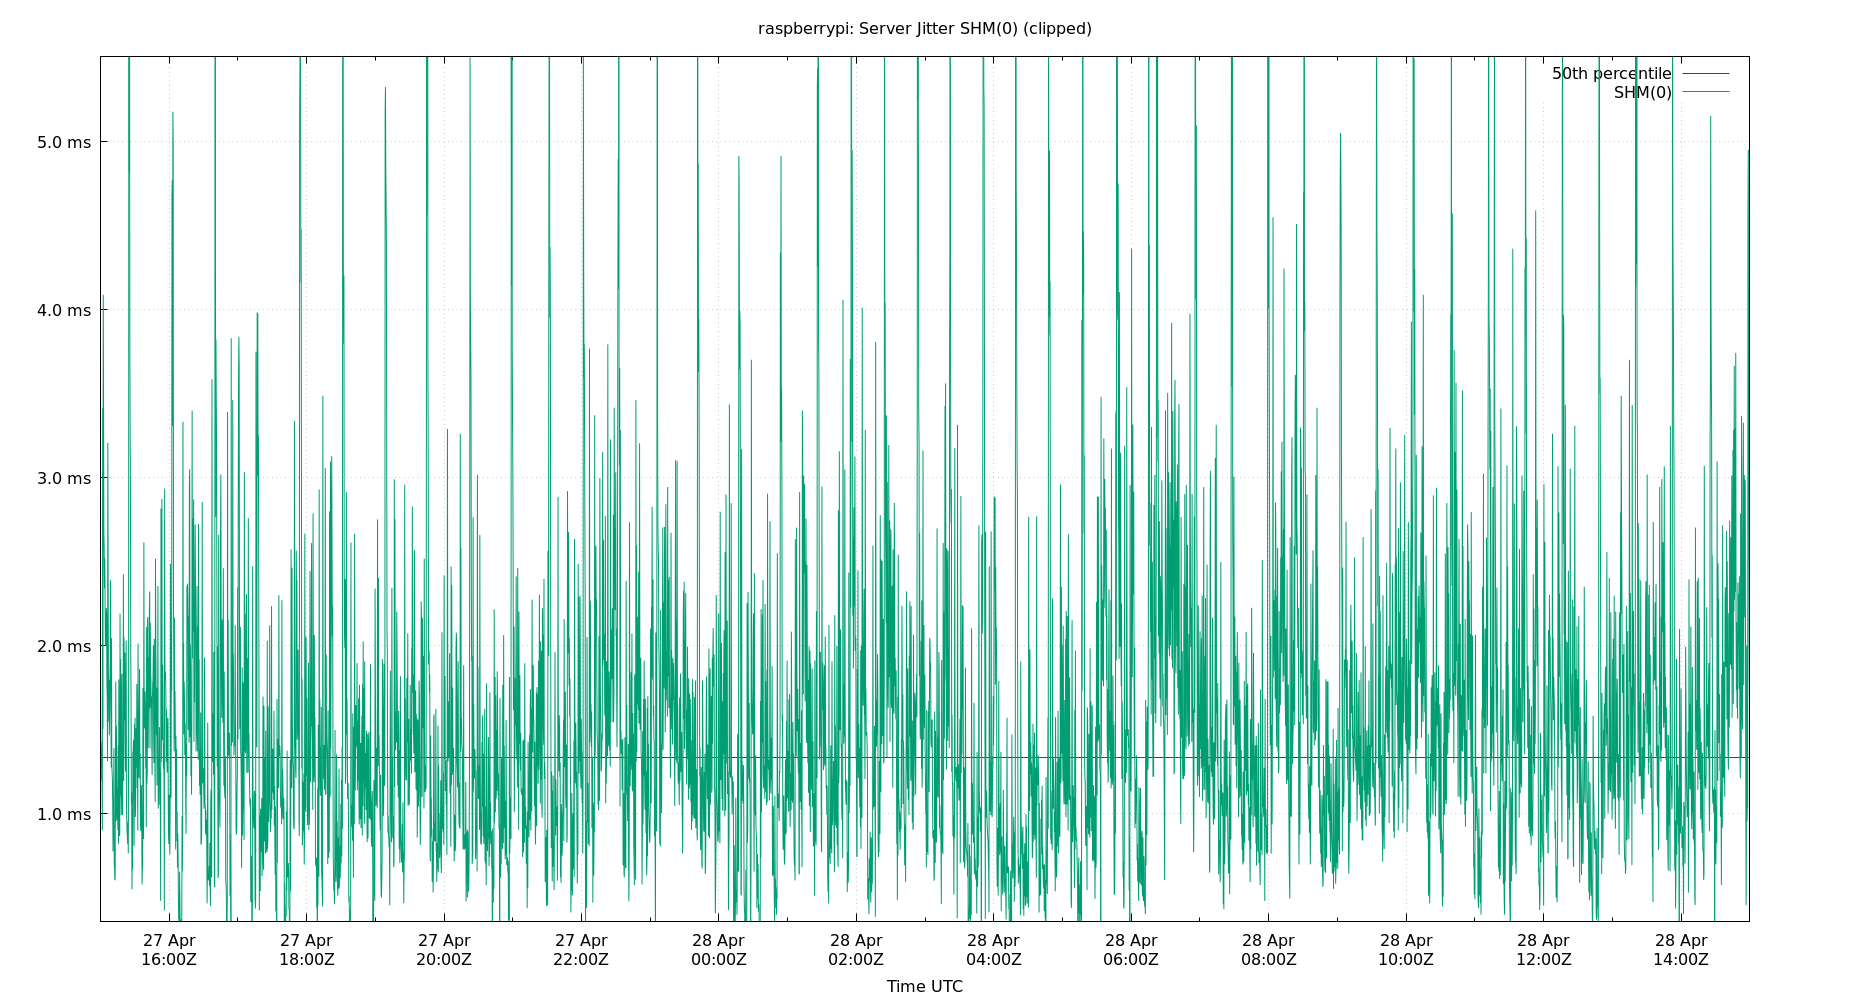 raspberrypi: Server Jitter SHM(0) (clipped)
50th percentile
SHM(0)
5.0 ms
4.0 ms
3.0 ms
2.0 ms
1.0 ms
27 Apr 27 Apr 27 Apr 27 Apr 28 Apr 28 Apr 28 Apr 28 Apr 28 Apr 28 Apr 28 Apr 28 Apr
16:00Z 18:00Z 20:00Z 22:00Z 00:00Z 02:00Z 04:00Z 06:00Z 08:00Z 10:00Z 12:00Z 14:00Z
Time UTC